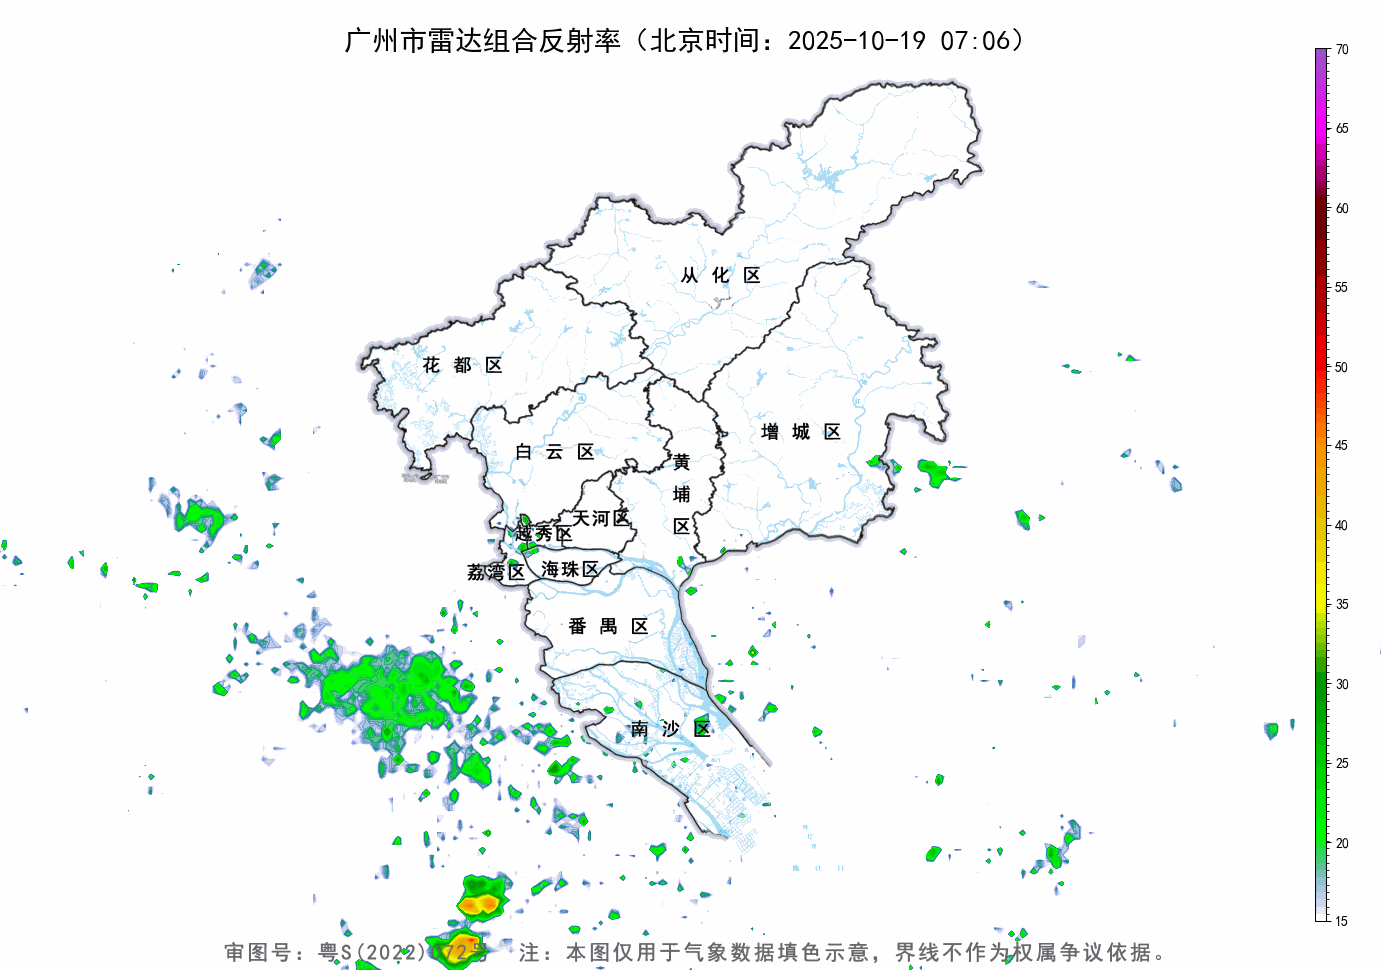 广州市雷达组合反射率（北京时间：2025-10-19 07:06）
70
65
60
55
50
45
40
35
30
25
20
15
从化区
花都区
增城区
白云区
黄埔区
天河区
越秀区
荔湾区
海珠区
番禺区
南沙区
审图号：粤S(2022)072号 注：本图仅用于气象数据填色示意，界线不作为权属争议依据。